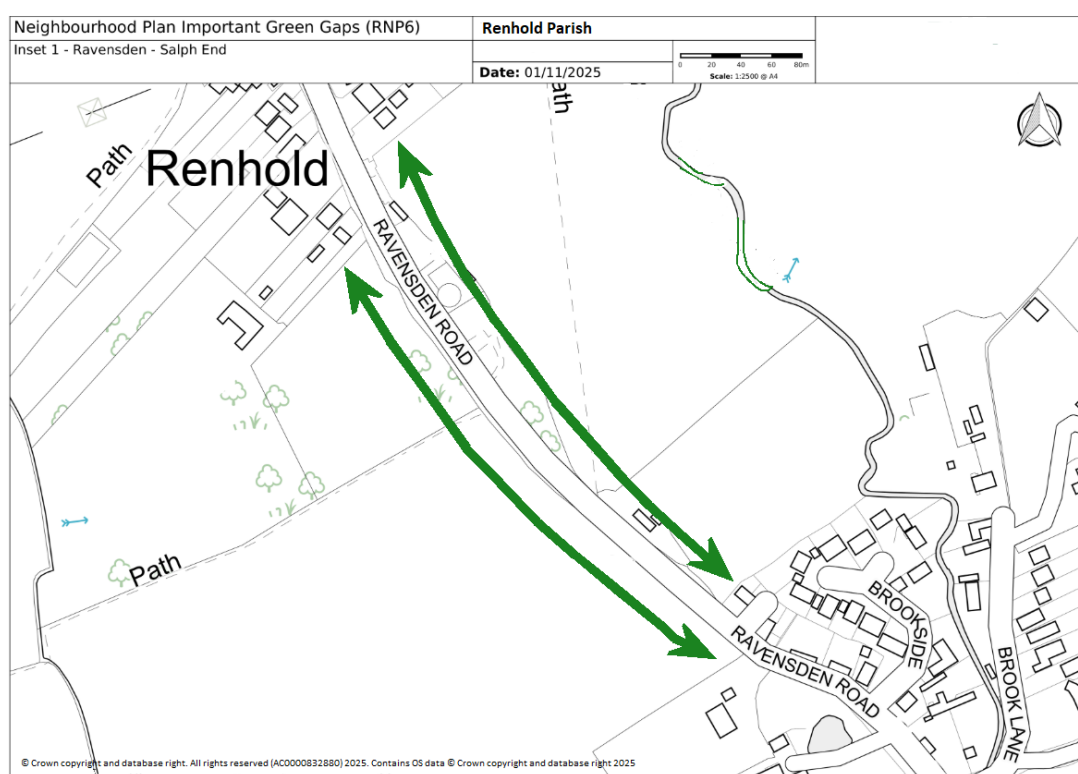 Neighbourhood Plan Important Green Gaps (RNP6)
Renhold Parish
Inset 1 - Ravensden - Salph End
Date: 01/11/2025
0 20 40 60 80m
Scale: 1:2500 @ A4
Path
Path
Renhold
RAVENSDEN ROAD
Path
BROOKSIDE
RAVENSDEN ROAD
BROOK LANE
© Crown copyright and database right. All rights reserved (AC0000832880) 2025. Contains OS data © Crown copyright and database right 2025